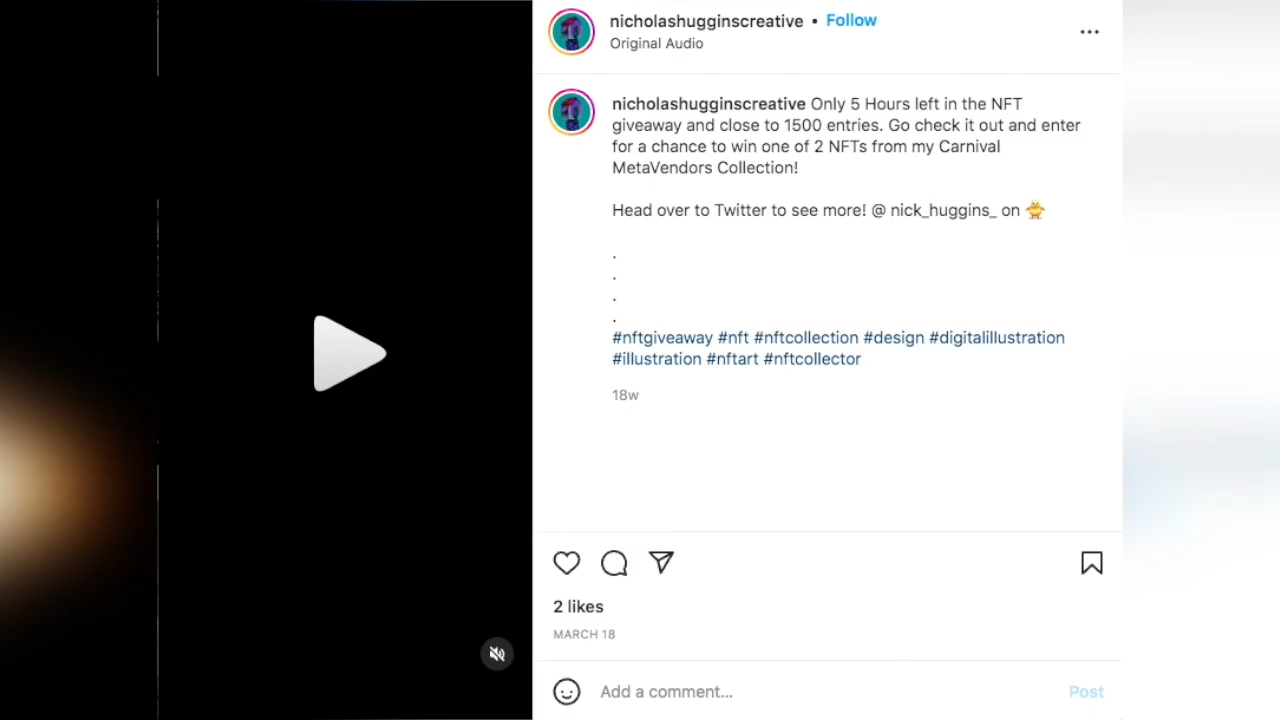 nicholashugginscreative • Follow
Original Audio
nicholashugginscreative Only 5 Hours left in the NFT
giveaway and close to 1500 entries. Go check it out and enter
for a chance to win one of 2 NFTs from my Carnival
MetaVendors Collection!
Head over to Twitter to see more! @ nick_huggins_ on 🐥
.
.
.
.
#nftgiveaway #nft #nftcollection #design #digitalillustration
#illustration #nftart #nftcollector
18w
2 likes
MARCH 18
Add a comment...
Post